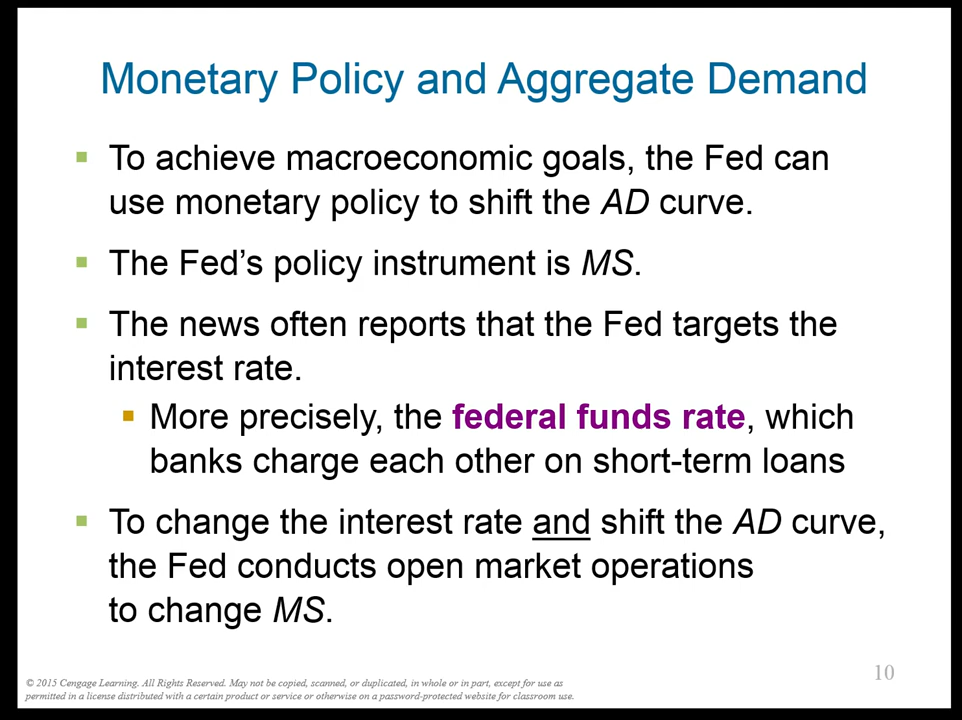 Monetary Policy and Aggregate Demand
▪ To achieve macroeconomic goals, the Fed can
use monetary policy to shift the AD curve.
▪ The Fed’s policy instrument is MS.
▪ The news often reports that the Fed targets the
interest rate.
▪ More precisely, the federal funds rate, which
banks charge each other on short-term loans
▪ To change the interest rate and shift the AD curve,
the Fed conducts open market operations
to change MS.
10
© 2015 Cengage Learning. All Rights Reserved. May not be copied, scanned, or duplicated, in whole or in part, except for use as
permitted in a license distributed with a certain product or service or otherwise on a password-protected website for classroom use.